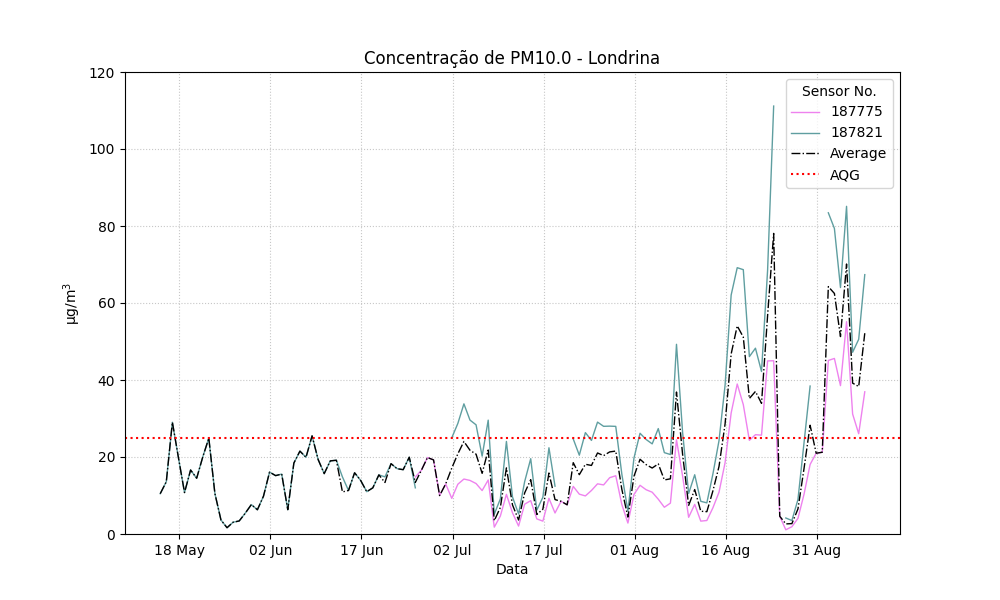 Concentração de PM10.0 - Londrina
120
100
80
60
40
20
0
µg/m³
Sensor No.
187775
187821
Average
AQG
18 May
02 Jun
17 Jun
02 Jul
17 Jul
01 Aug
16 Aug
31 Aug
Data